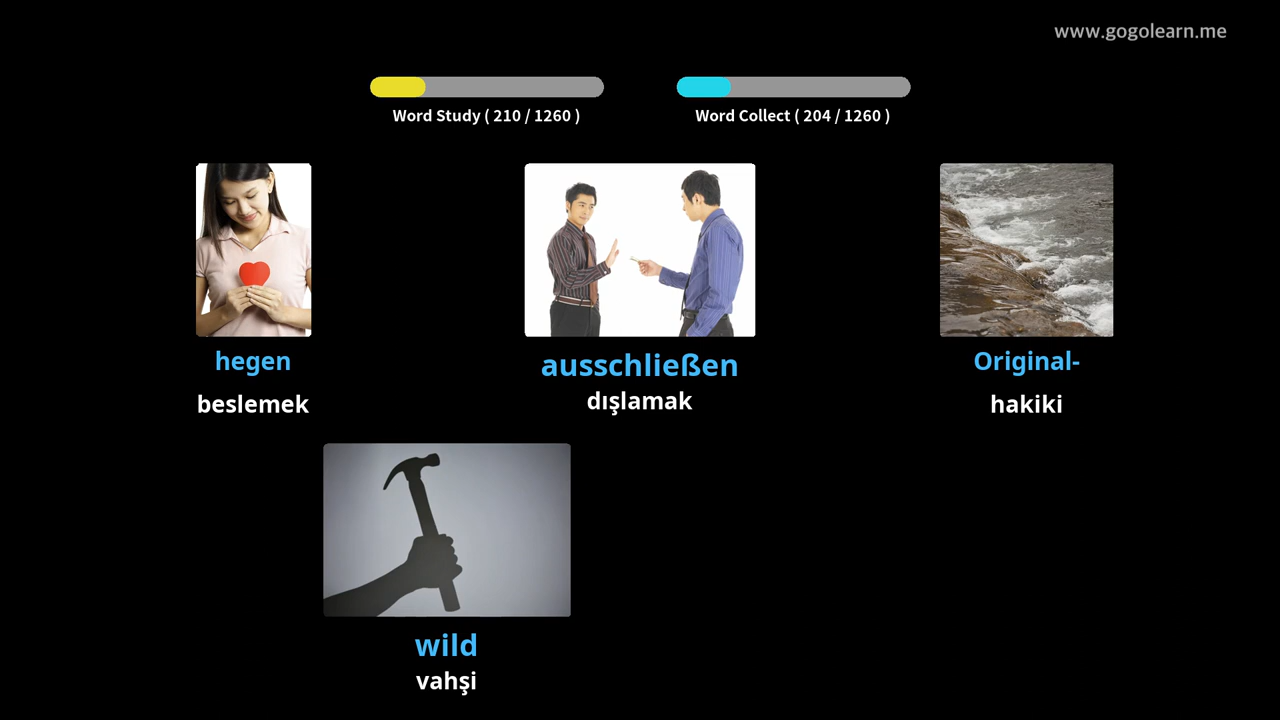 www.gogolearn.me
Word Study ( 210 / 1260 )
Word Collect ( 204 / 1260 )
hegen
beslemek
ausschließen
dışlamak
Original-
hakiki
wild
vahşi